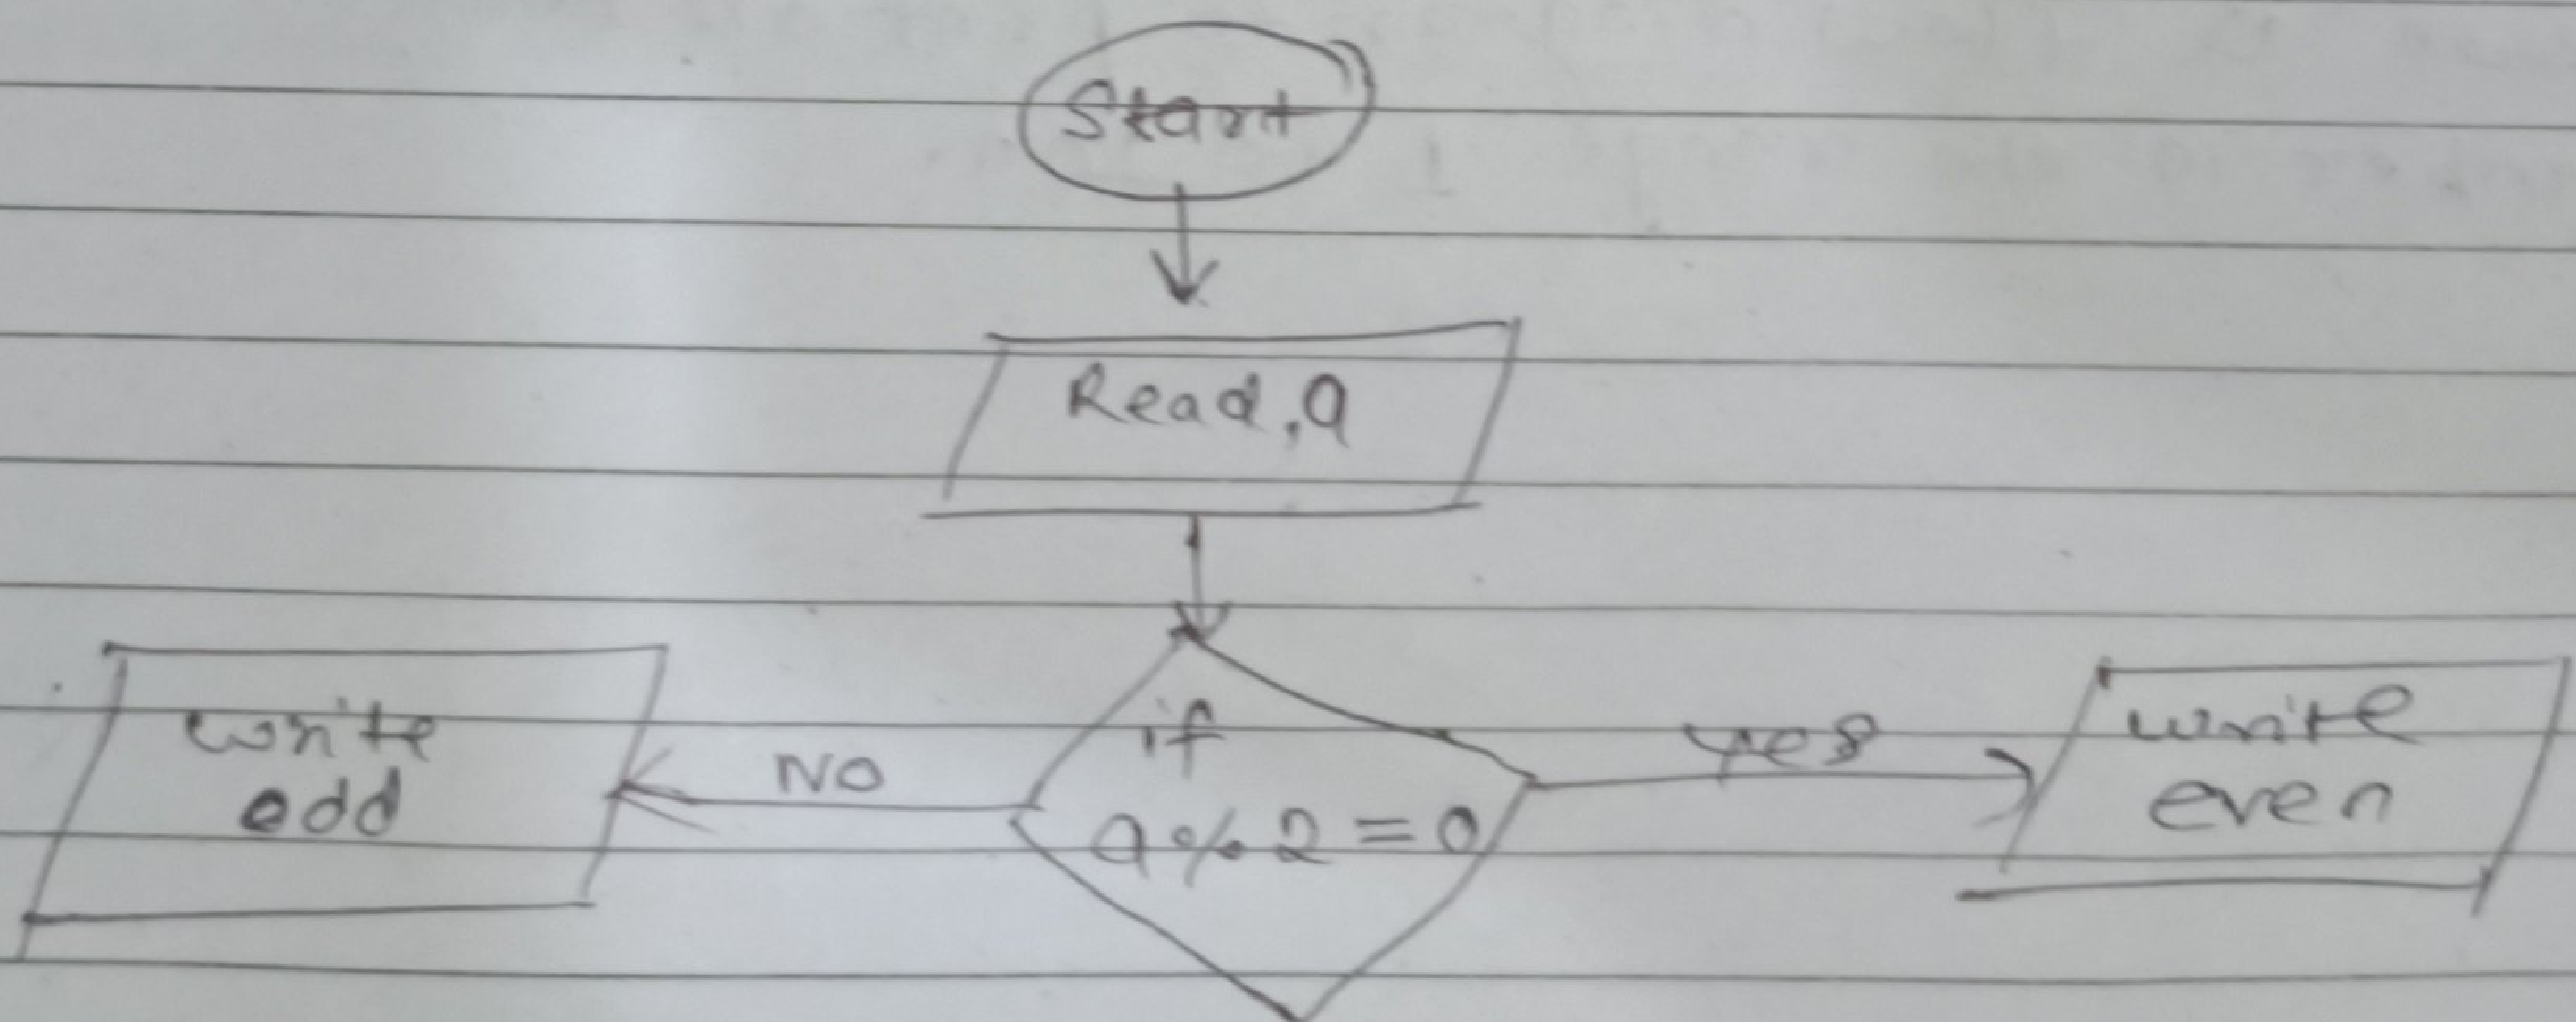 Start
Read, a
if
a % 2 = 0
NO
write
odd
yes
write
even